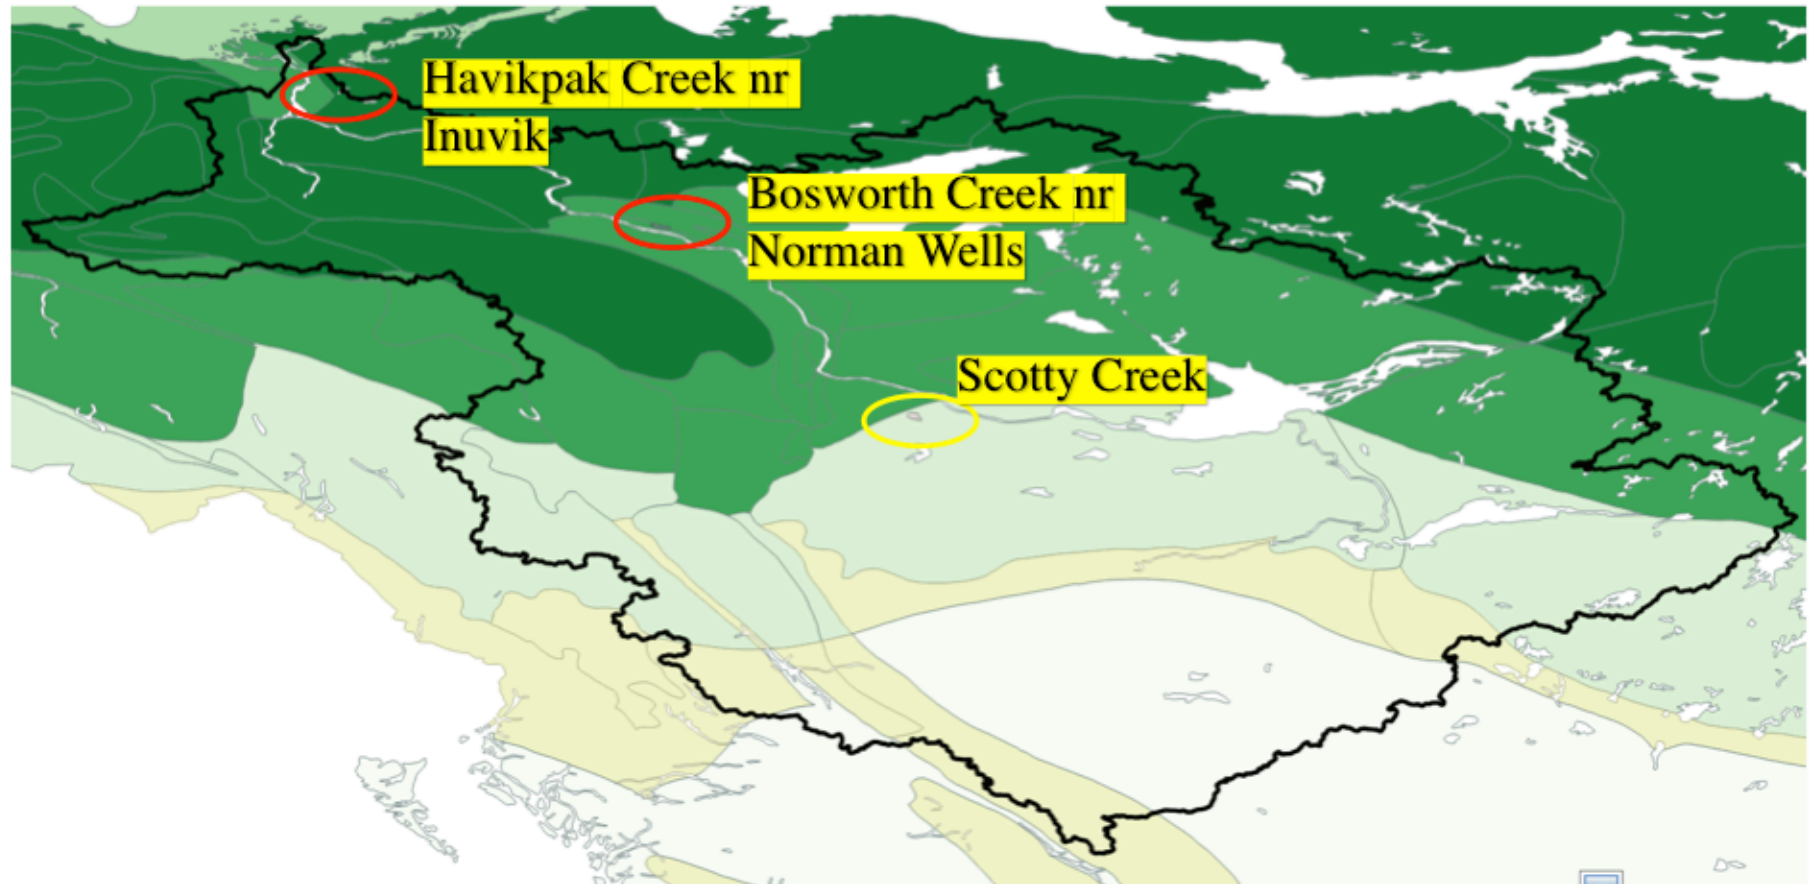 Havikpak Creek nr
Inuvik
Bosworth Creek nr
Norman Wells
Scotty Creek